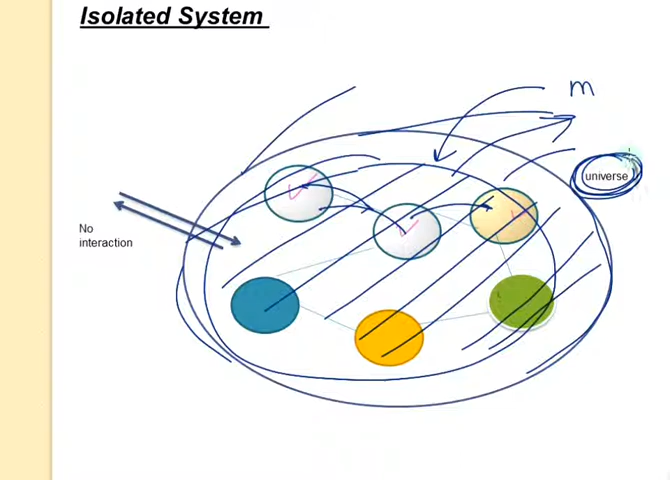 Isolated System
m
universe
No
interaction